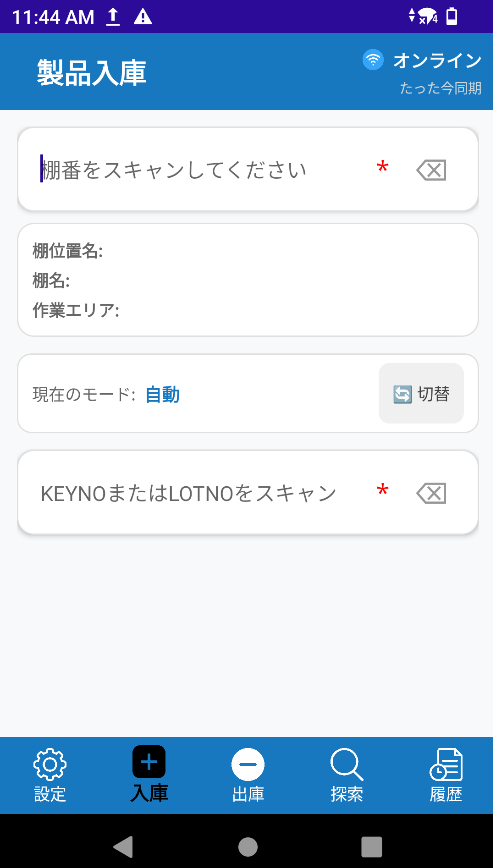 11:44 AM
製品入庫
オンライン
たった今同期
棚番をスキャンしてください *
棚位置名:
棚名:
作業エリア:
現在のモード: 自動
切替
KEYNOまたはLOTNOをスキャン *
設定
入庫
出庫
探索
履歴